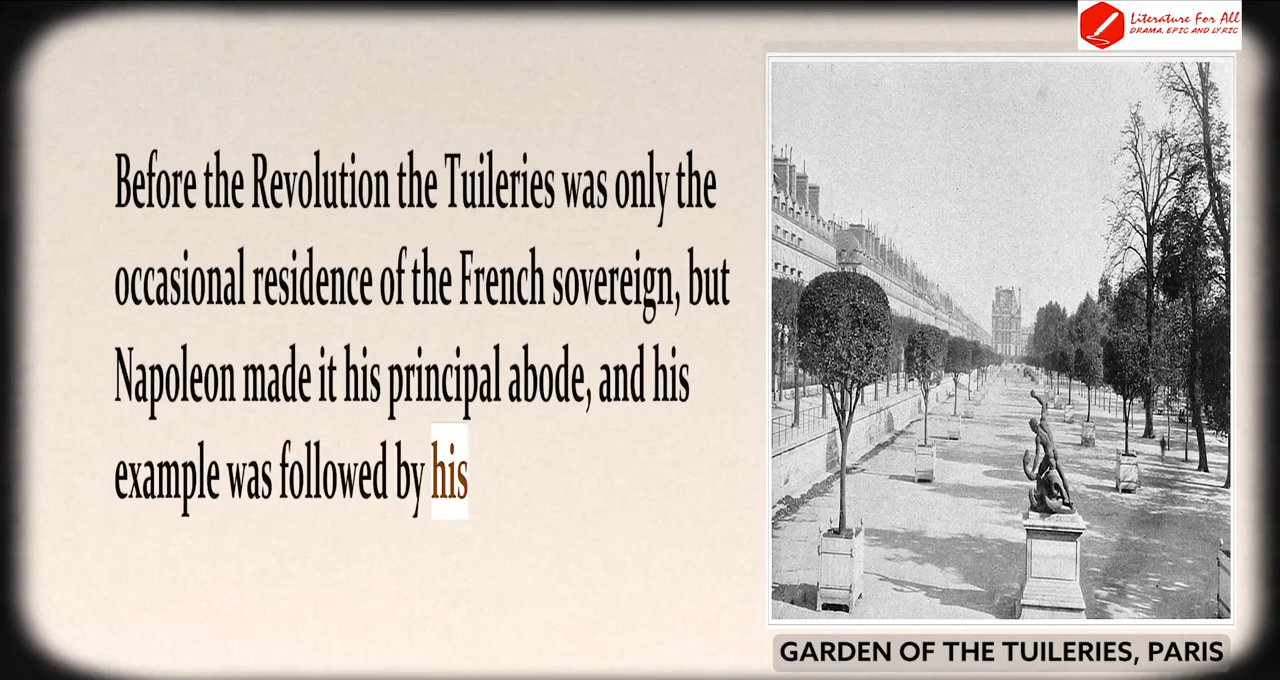 Literature For All
DRAMA, EPIC AND LYRIC
Before the Revolution the Tuileries was only the
occasional residence of the French sovereign, but
Napoleon made it his principal abode, and his
example was followed by his
GARDEN OF THE TUILERIES, PARIS